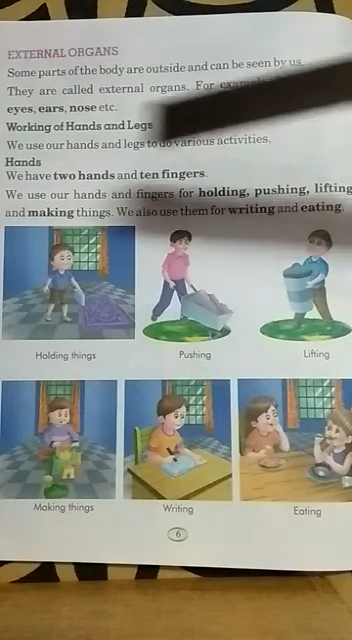 EXTERNAL ORGANS
Some parts of the body are outside and can be seen by us.
They are called external organs. For
eyes, ears, nose etc.
Working of Hands and Legs
We use our hands and legs to do various activities.
Hands
We have two hands and ten fingers.
We use our hands and fingers for holding, pushing, lifting
and making things. We also use them for writing and eating.
Holding things
Pushing
Lifting
Making things
Writing
Eating
6